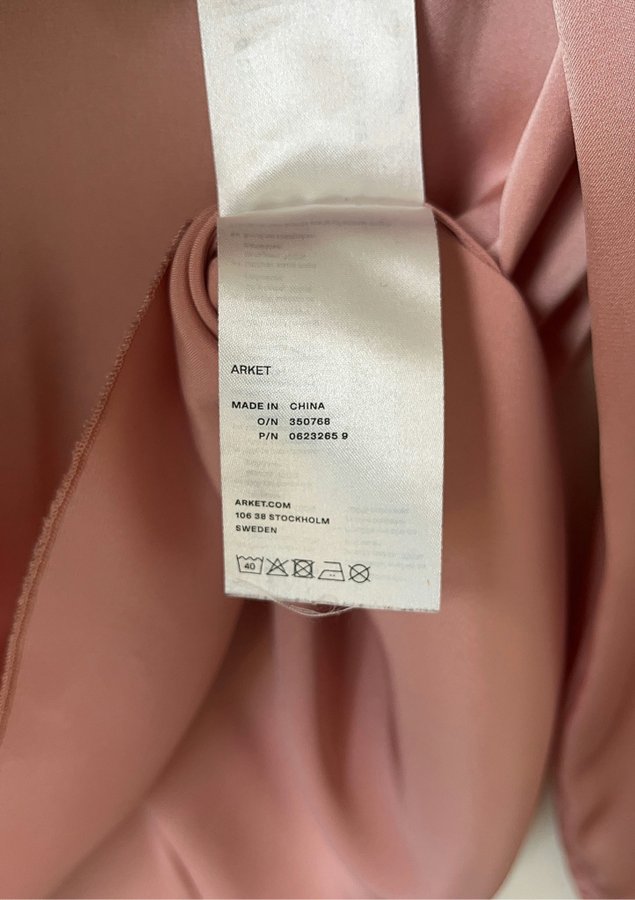 ARKET
MADE IN CHINA
O/N 350768
P/N 0623265 9
ARKET.COM
106 38 STOCKHOLM
SWEDEN
40